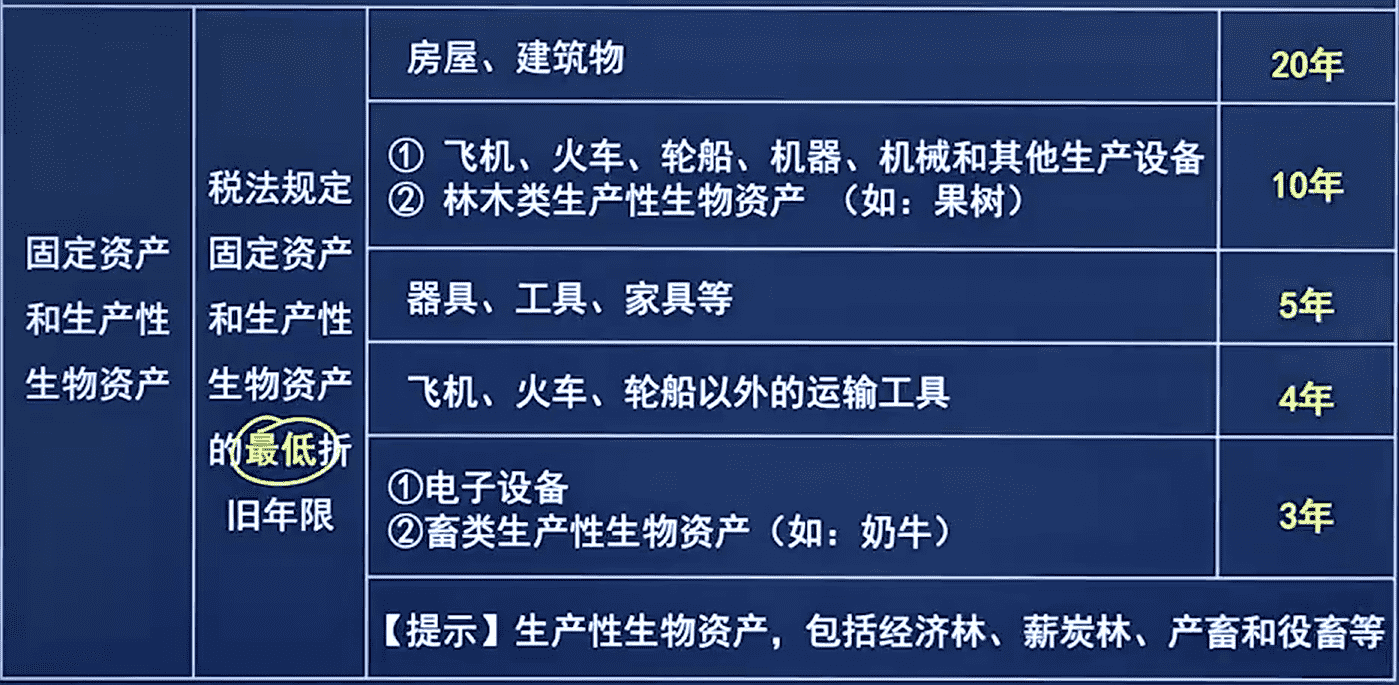 固定资产
和生产性
生物资产
税法规定
固定资产
和生产性
生物资产
的最低折
旧年限
房屋、建筑物
20年
① 飞机、火车、轮船、机器、机械和其他生产设备
② 林木类生产性生物资产 （如：果树）
10年
器具、工具、家具等
5年
飞机、火车、轮船以外的运输工具
4年
①电子设备
②畜类生产性生物资产（如：奶牛）
3年
【提示】生产性生物资产，包括经济林、薪炭林、产畜和役畜等